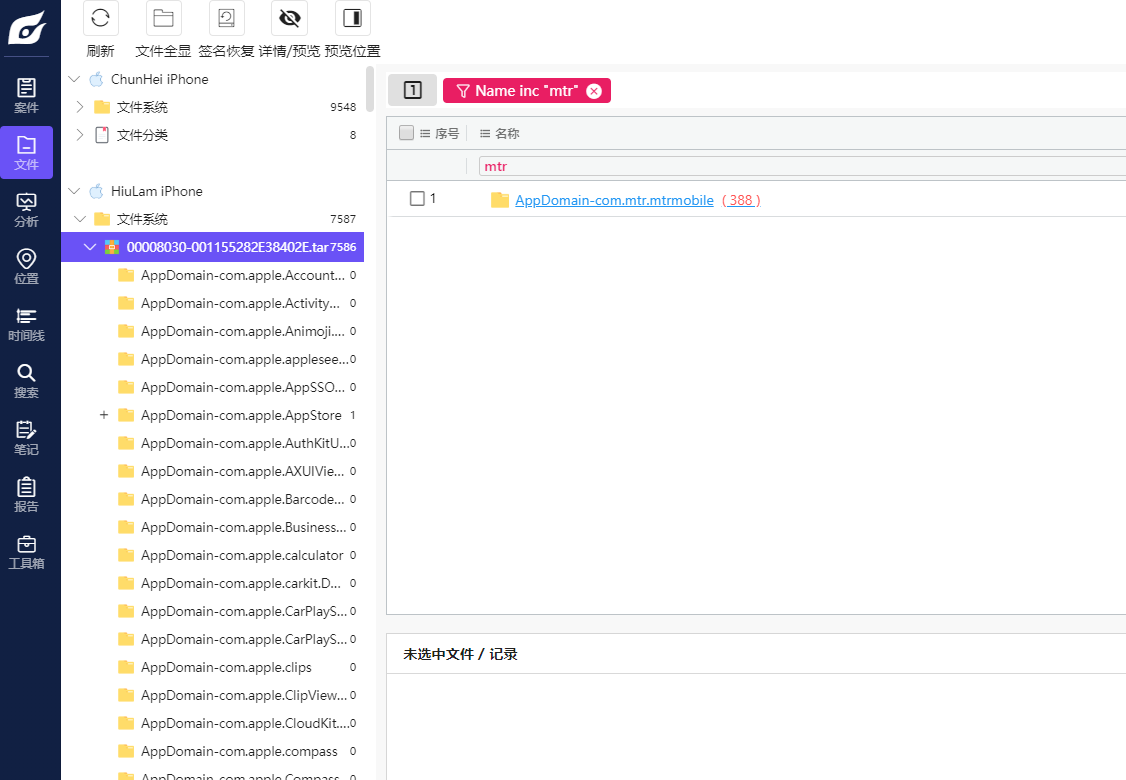 刷新 文件全显 签名恢复 详情/预览 预览位置
案件
文件
分析
位置
时间线
搜索
笔记
报告
工具箱
ChunHei iPhone
文件系统 9548
文件分类 8
HiuLam iPhone
文件系统 7587
00008030-001155282E38402E.tar 7586
AppDomain-com.apple.Account... 0
AppDomain-com.apple.Activity... 0
AppDomain-com.apple.Animoji.... 0
AppDomain-com.apple.applesee... 0
AppDomain-com.apple.AppSSO... 0
+ AppDomain-com.apple.AppStore 1
AppDomain-com.apple.AuthKitU... 0
AppDomain-com.apple.AXUIVie... 0
AppDomain-com.apple.Barcode... 0
AppDomain-com.apple.Business... 0
AppDomain-com.apple.calculator 0
AppDomain-com.apple.carkit.D... 0
AppDomain-com.apple.CarPlayS... 0
AppDomain-com.apple.CarPlayS... 0
AppDomain-com.apple.clips 0
AppDomain-com.apple.ClipView... 0
AppDomain-com.apple.CloudKit.... 0
AppDomain-com.apple.compass 0
AppDomain-com.apple.Compass 0
1 Name inc "mtr"
序号 名称
mtr
1 AppDomain-com.mtr.mtrmobile ( 388 )
未选中文件 / 记录